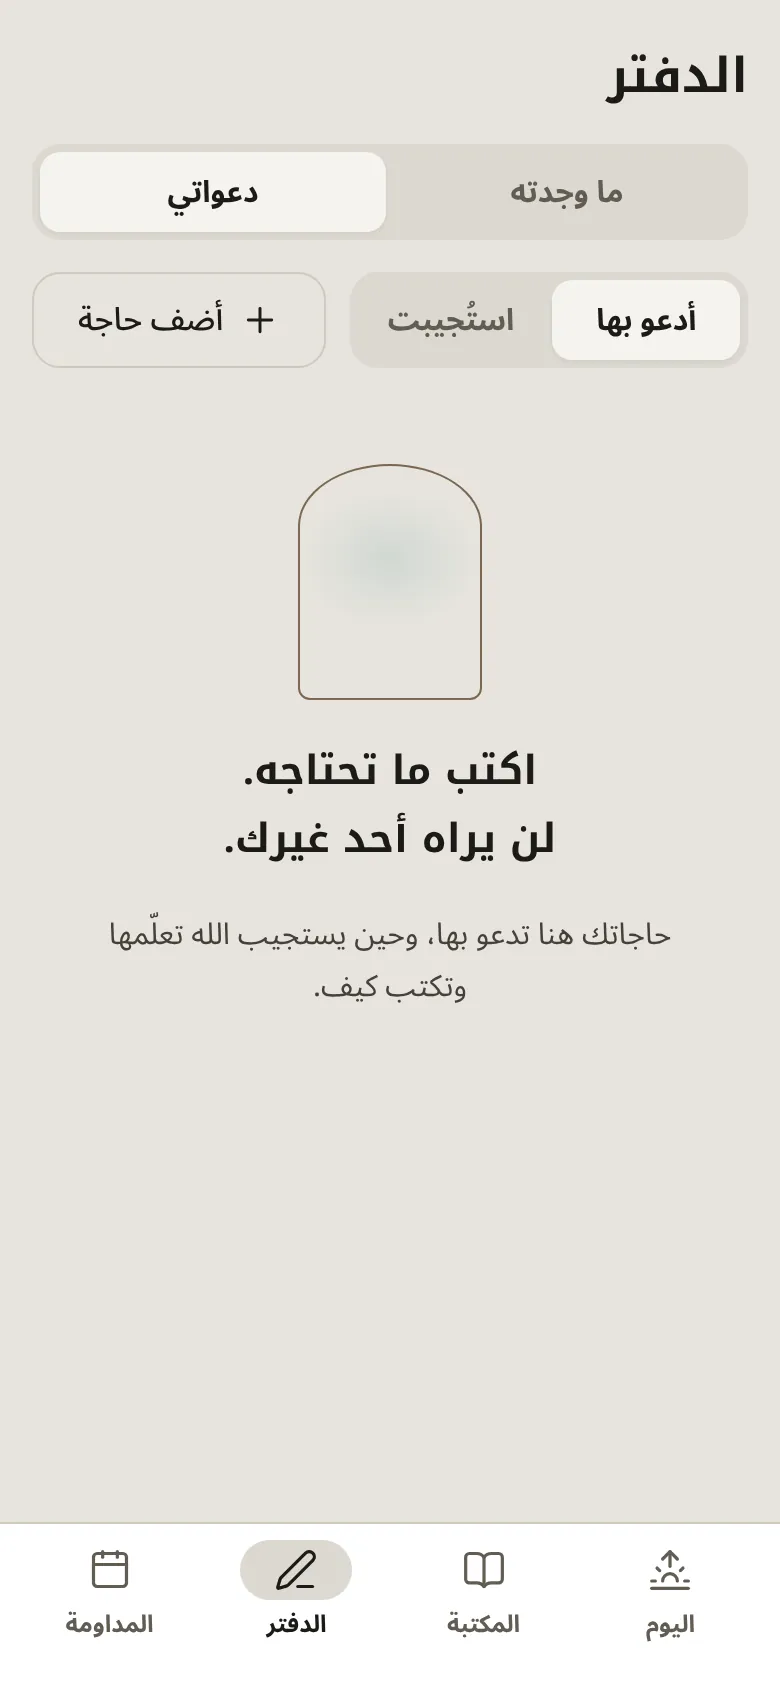 الدفتر
ما وجدته
دعواتي
أدعو بها
استُجيبت
أضف حاجة
اكتب ما تحتاجه.
لن يراه أحد غيرك.
حاجاتك هنا تدعو بها، وحين يستجيب الله تعلّمها
وتكتب كيف.
اليوم
المكتبة
الدفتر
المداومة